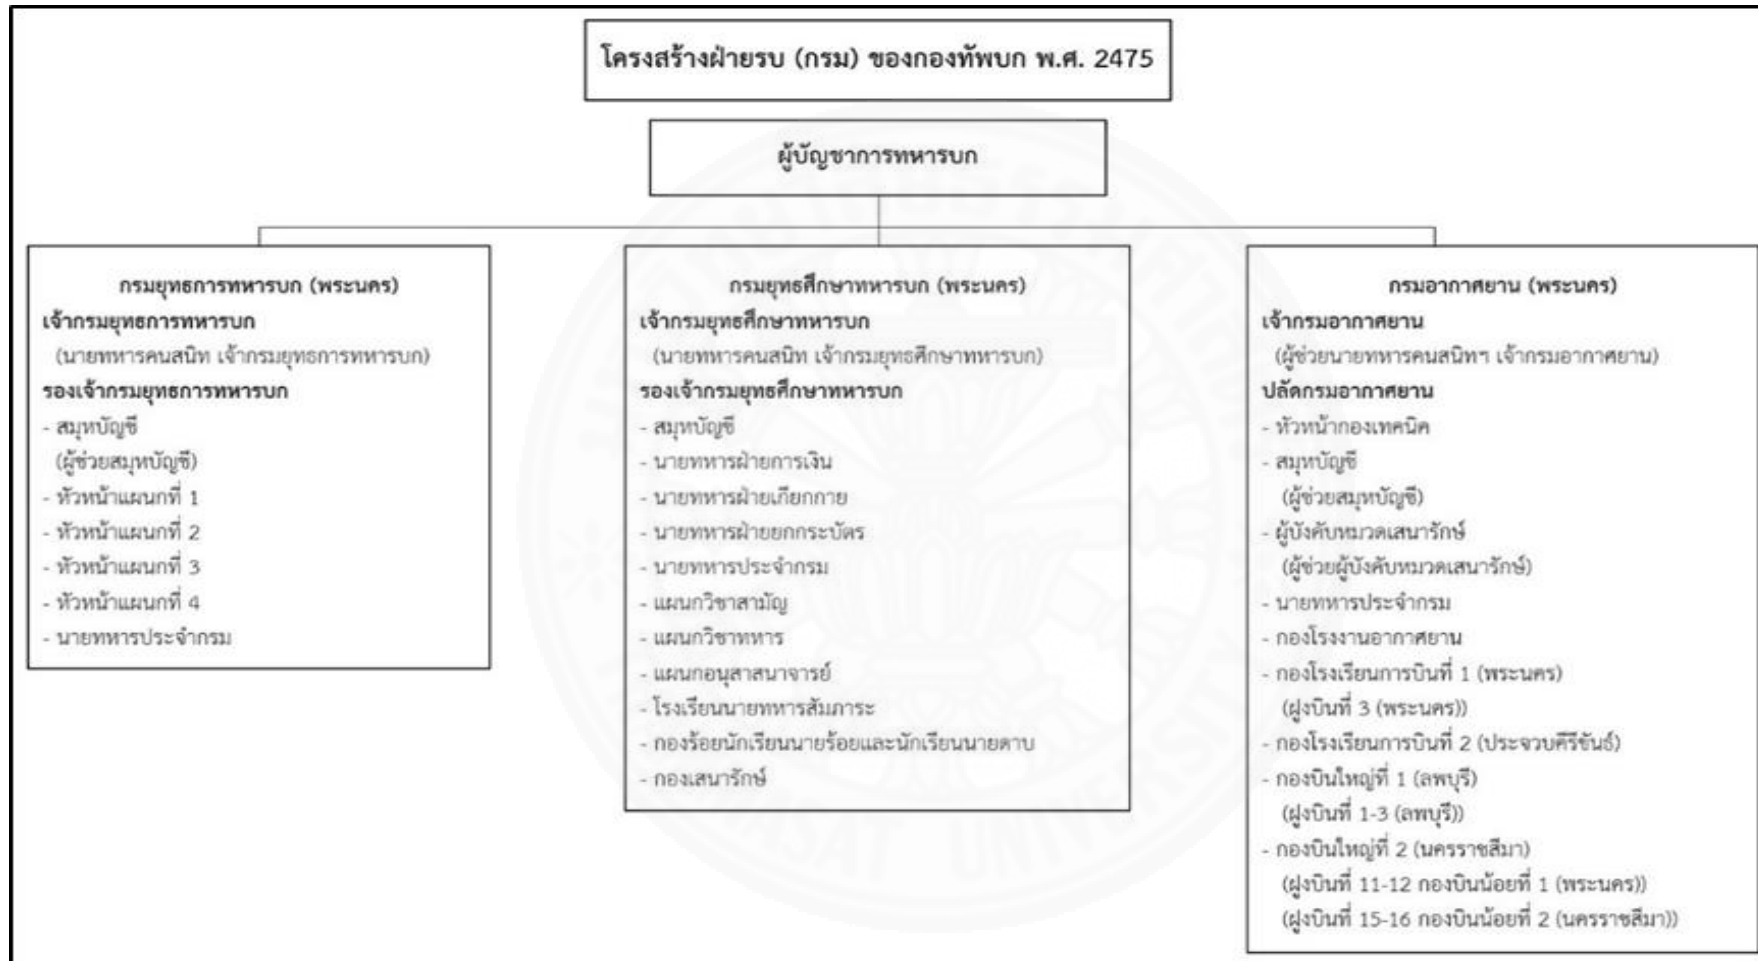 โครงสร้างฝ่ายรบ (กรม) ของกองทัพบก พ.ศ. 2475
ผู้บัญชาการทหารบก
กรมยุทธการทหารบก (พระนคร)
เจ้ากรมยุทธการทหารบก
(นายทหารคนสนิท เจ้ากรมยุทธการทหารบก)
รองเจ้ากรมยุทธการทหารบก
- สมุหบัญชี
(ผู้ช่วยสมุหบัญชี)
- หัวหน้าแผนกที่ 1
- หัวหน้าแผนกที่ 2
- หัวหน้าแผนกที่ 3
- หัวหน้าแผนกที่ 4
- นายทหารประจำกรม
กรมยุทธศึกษาทหารบก (พระนคร)
เจ้ากรมยุทธศึกษาทหารบก
(นายทหารคนสนิท เจ้ากรมยุทธศึกษาทหารบก)
รองเจ้ากรมยุทธศึกษาทหารบก
- สมุหบัญชี
- นายทหารฝ่ายการเงิน
- นายทหารฝ่ายเกียกกาย
- นายทหารฝ่ายยกกระบัตร
- นายทหารประจำกรม
- แผนกวิชาสามัญ
- แผนกวิชาทหาร
- แผนกอนุสาสนาจารย์
- โรงเรียนนายทหารสัมภาระ
- กองร้อยนักเรียนนายร้อยและนักเรียนนายดาบ
- กองเสนารักษ์
กรมอากาศยาน (พระนคร)
เจ้ากรมอากาศยาน
(ผู้ช่วยนายทหารคนสนิทฯ เจ้ากรมอากาศยาน)
ปลัดกรมอากาศยาน
- หัวหน้ากองเทคนิค
- สมุหบัญชี
(ผู้ช่วยสมุหบัญชี)
- ผู้บังคับหมวดเสนารักษ์
(ผู้ช่วยผู้บังคับหมวดเสนารักษ์)
- นายทหารประจำกรม
- กองโรงงานอากาศยาน
- กองโรงเรียนการบินที่ 1 (พระนคร)
(ฝูงบินที่ 3 (พระนคร))
- กองโรงเรียนการบินที่ 2 (ประจวบคีรีขันธ์)
- กองบินใหญ่ที่ 1 (ลพบุรี)
(ฝูงบินที่ 1-3 (ลพบุรี))
- กองบินใหญ่ที่ 2 (นครราชสีมา)
(ฝูงบินที่ 11-12 กองบินน้อยที่ 1 (พระนคร))
(ฝูงบินที่ 15-16 กองบินน้อยที่ 2 (นครราชสีมา))